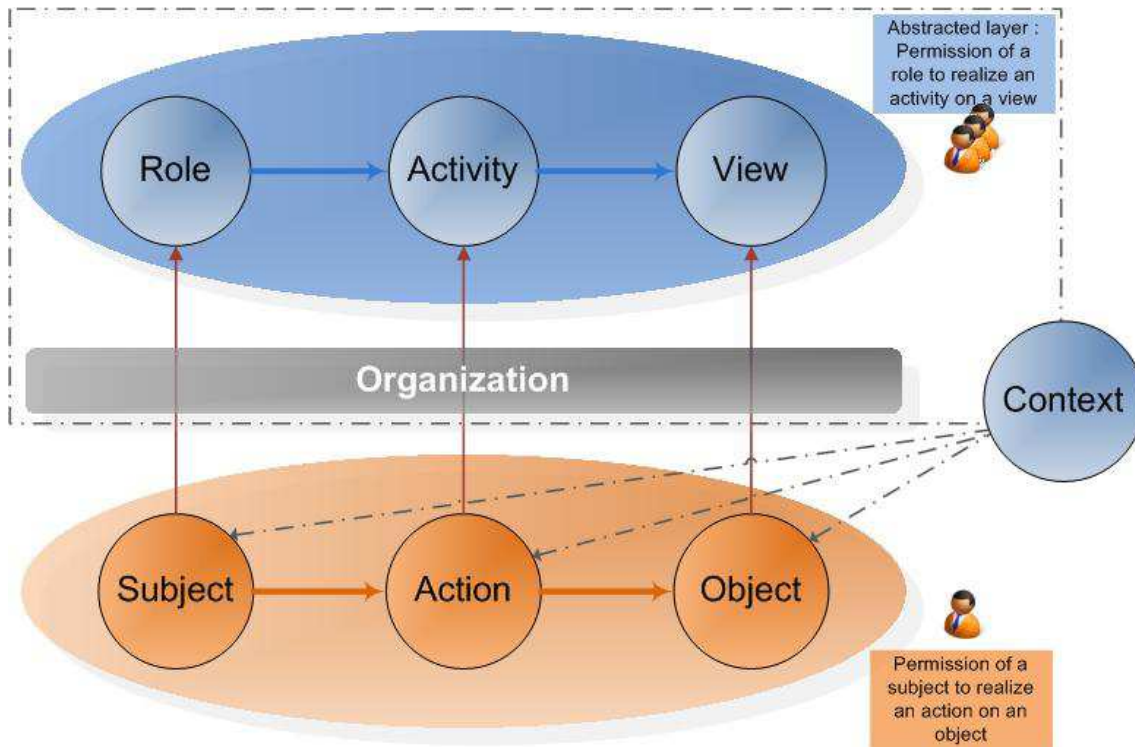 Abstracted layer :
Permission of a
role to realize an
activity on a view
Role
Activity
View
Organization
Context
Subject
Action
Object
Permission of a
subject to realize
an action on an
object